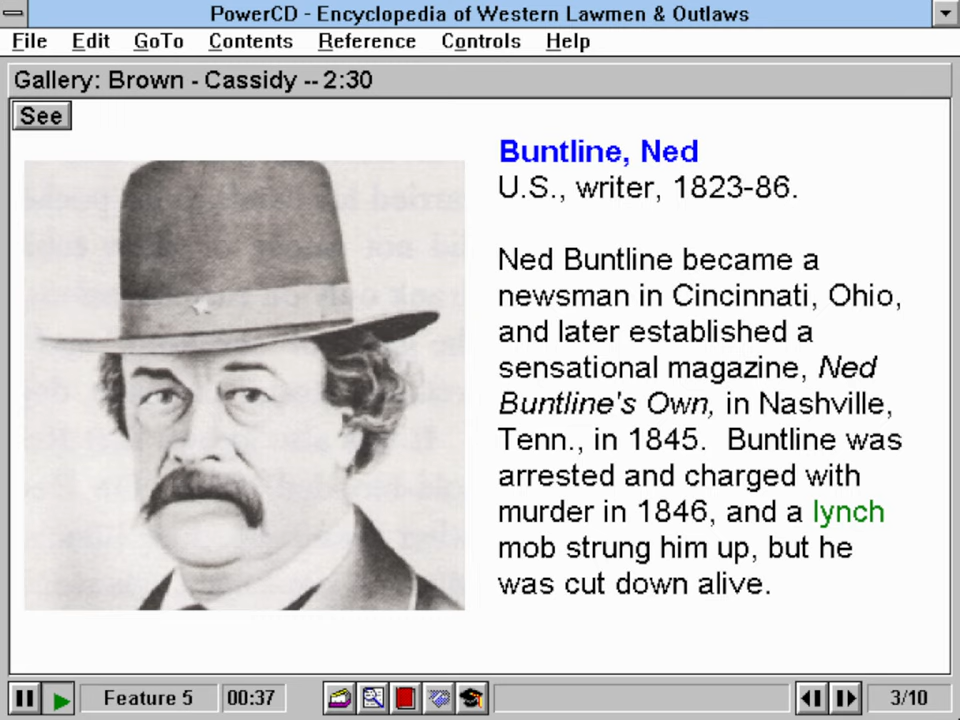 PowerCD - Encyclopedia of Western Lawmen & Outlaws
File Edit GoTo Contents Reference Controls Help
Gallery: Brown - Cassidy -- 2:30
See
Buntline, Ned
U.S., writer, 1823-86.
Ned Buntline became a
newsman in Cincinnati, Ohio,
and later established a
sensational magazine, Ned
Buntline's Own, in Nashville,
Tenn., in 1845. Buntline was
arrested and charged with
murder in 1846, and a lynch
mob strung him up, but he
was cut down alive.
Feature 5 00:37 3/10